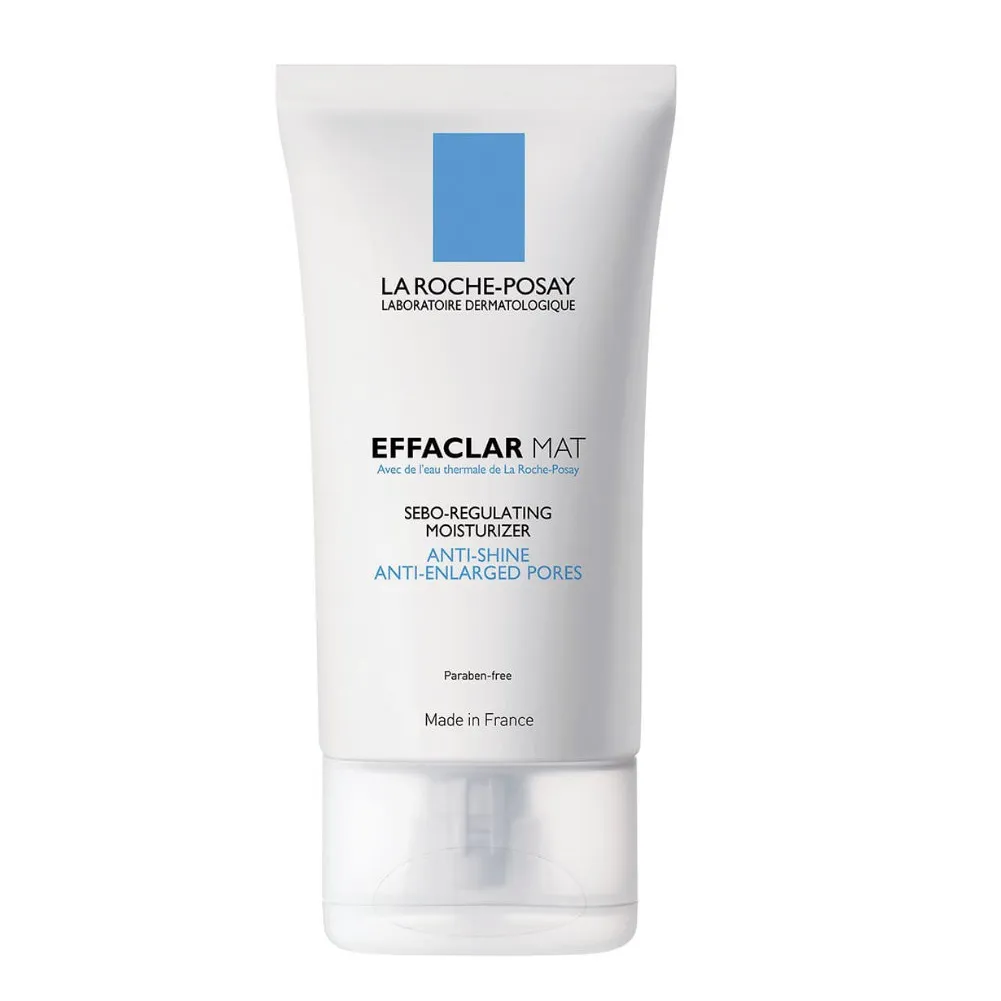 LA ROCHE-POSAY
LABORATOIRE DERMATOLOGIQUE
EFFACLAR MAT
Avec de l'eau thermale de La Roche-Posay
SEBO-REGULATING
MOISTURIZER
ANTI-SHINE
ANTI-ENLARGED PORES
Paraben-free
Made in France